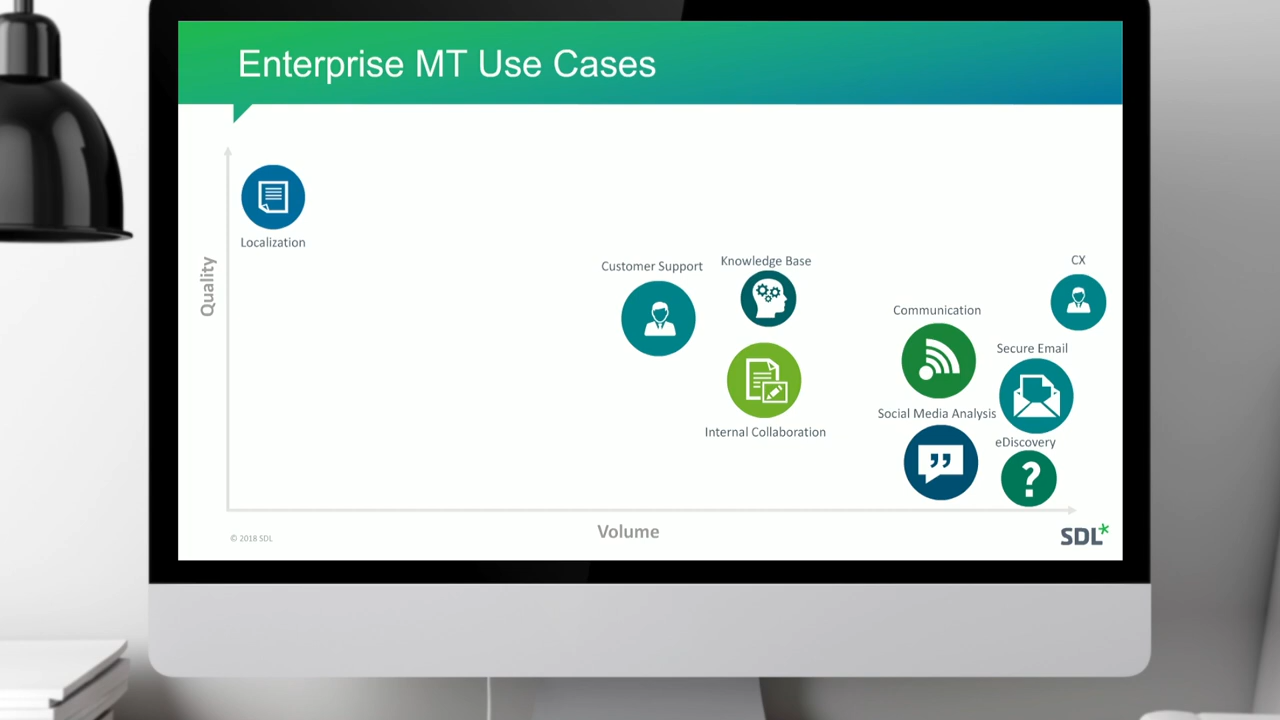 Enterprise MT Use Cases
Quality
Localization
Customer Support
Knowledge Base
Internal Collaboration
CX
Communication
Secure Email
Social Media Analysis
eDiscovery
Volume
© 2018 SDL
SDL*